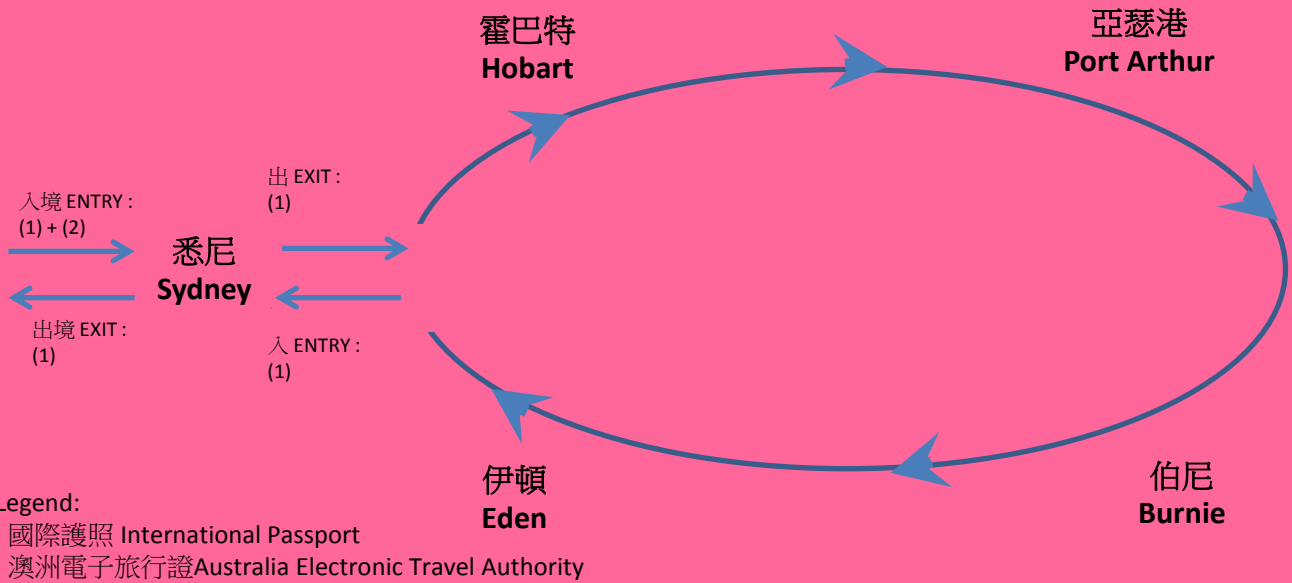 霍巴特
Hobart
亞瑟港
Port Arthur
入境 ENTRY :
(1) + (2)
出 EXIT :
(1)
悉尼
Sydney
出境 EXIT :
(1)
入 ENTRY :
(1)
伊頓
Eden
伯尼
Burnie
Legend:
國際護照 International Passport
澳洲電子旅行證Australia Electronic Travel Authority